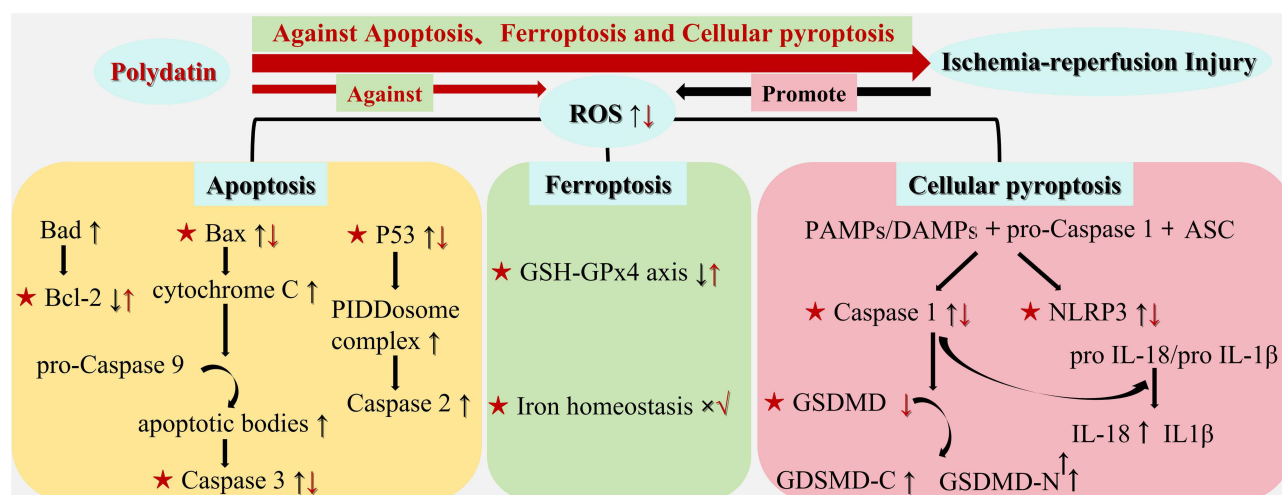 Against Apoptosis、Ferroptosis and Cellular pyroptosis
Polydatin
Ischemia-reperfusion Injury
Against
Promote
ROS ↑↓
Apoptosis
Bad ↑
★ Bax ↑↓
★ P53 ↑↓
★ Bcl-2 ↓↑
cytochrome C ↑
PIDDosome
complex ↑
pro-Caspase 9
Caspase 2 ↑
apoptotic bodies ↑
★ Caspase 3 ↑↓
Ferroptosis
★ GSH-GPx4 axis ↓↑
★ Iron homeostasis ×√
Cellular pyroptosis
PAMPs/DAMPs + pro-Caspase 1 + ASC
★ Caspase 1 ↑↓
★ NLRP3 ↑↓
pro IL-18/pro IL-1β
★ GSDMD ↓
IL-18 ↑ IL1β ↑
GDSMD-C ↑
GSDMD-N ↑